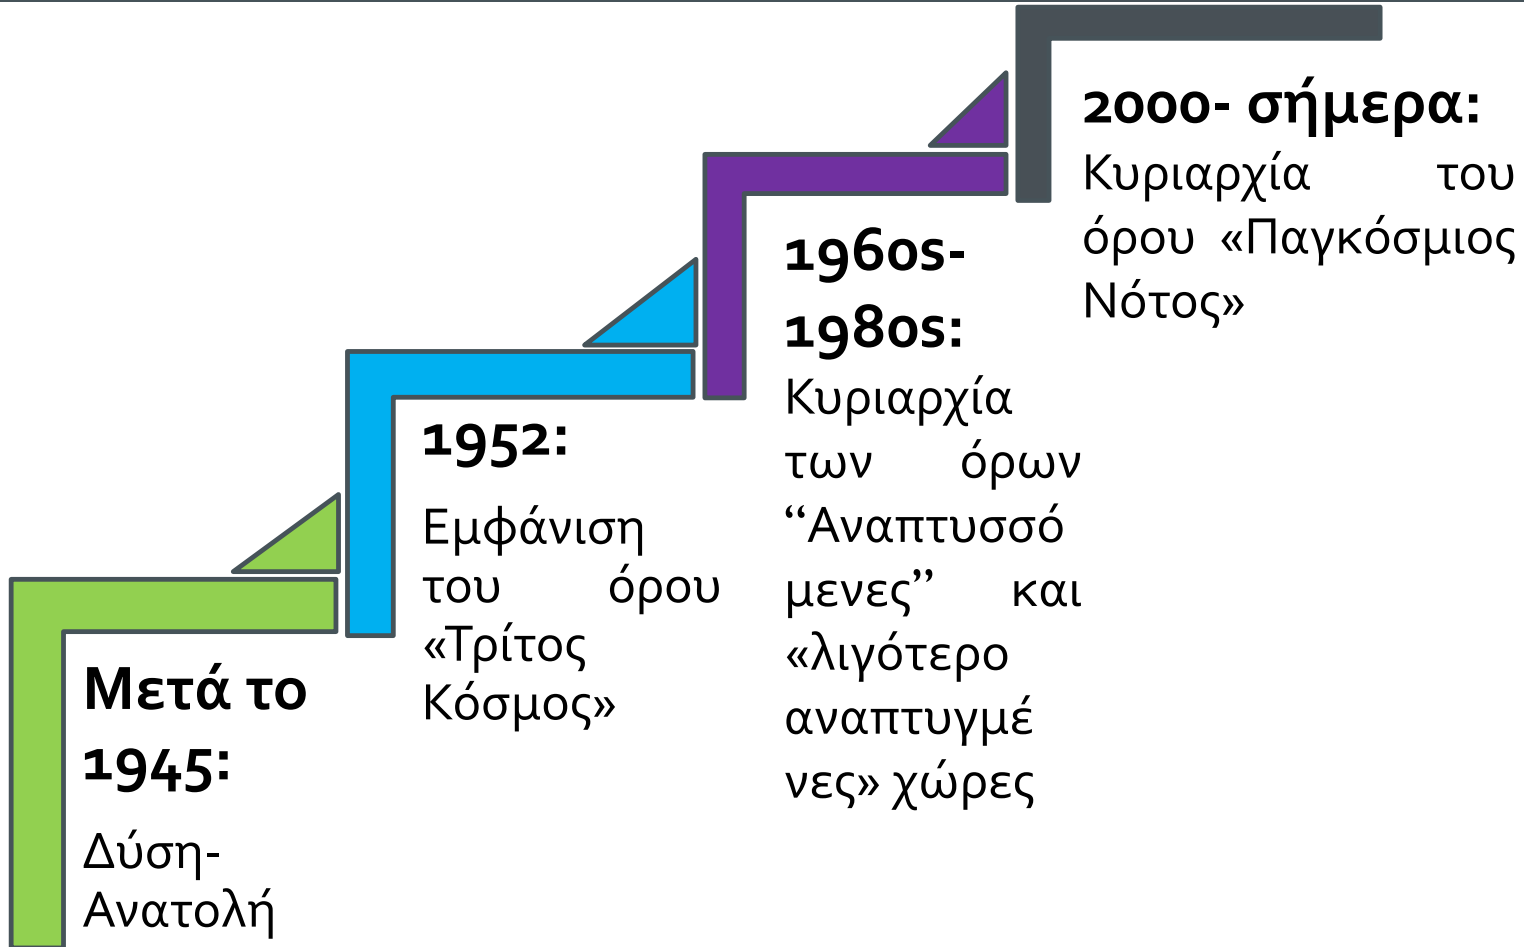 Μετά το
1945:
Δύση-
Ανατολή
1952:
Εμφάνιση
του όρου
«Τρίτος
Κόσμος»
1960s-
1980s:
Κυριαρχία
των όρων
“Αναπτυσσό
μενες” και
«λιγότερο
αναπτυγμέ
νες» χώρες
2000- σήμερα:
Κυριαρχία του
όρου «Παγκόσμιος
Νότος»